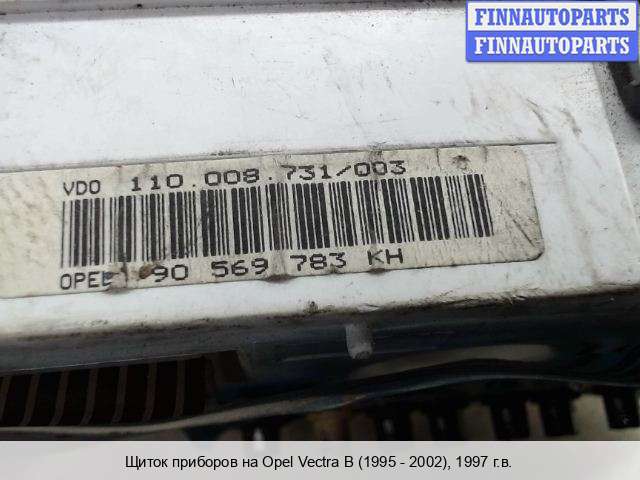 FINNAUTOPARTS
FINNAUTOPARTS
VDO 110.008.731/003
OPEL 90 569 783 KH
Щиток приборов на Opel Vectra B (1995 - 2002), 1997 г.в.